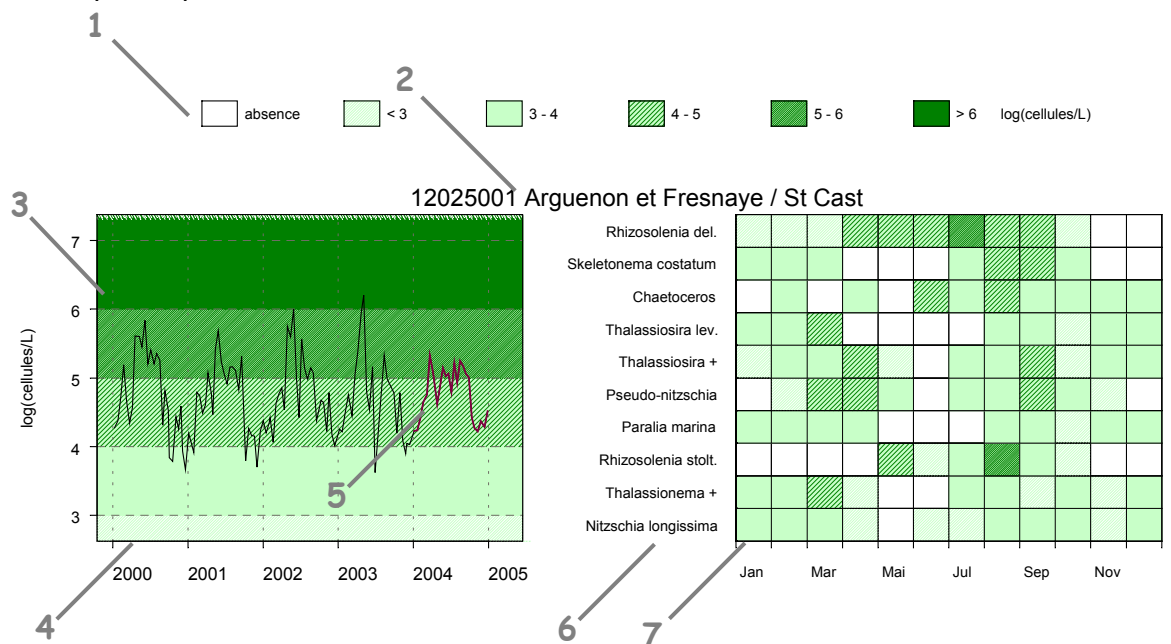 1
2
absence
< 3
3 - 4
4 - 5
5 - 6
> 6
log(cellules/L)
12025001 Arguenon et Fresnaye / St Cast
3
7
6
5
4
3
log(cellules/L)
5
2000 2001 2002 2003 2004 2005
4
Rhizosolenia del.
Skeletonema costatum
Chaetoceros
Thalassiosira lev.
Thalassiosira +
Pseudo-nitzschia
Paralia marina
Rhizosolenia stolt.
Thalassionema +
Nitzschia longissima
Jan Mar Mai Jul Sep Nov
6
7